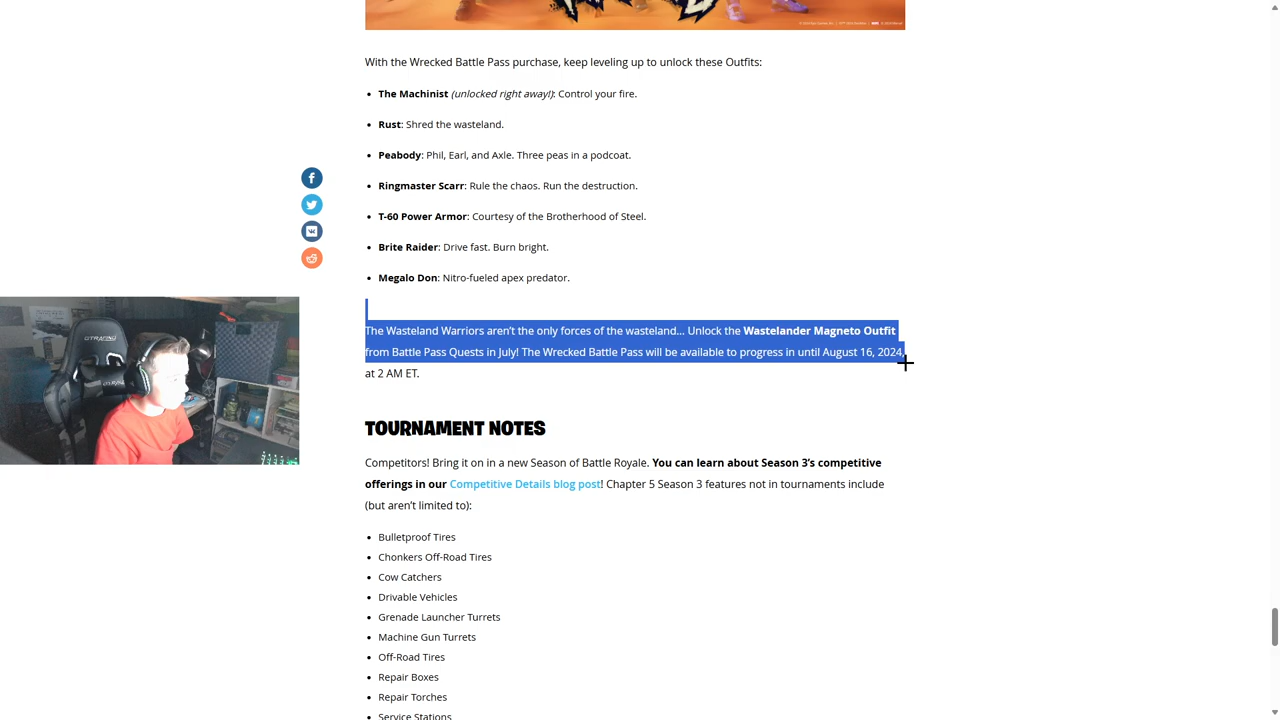 With the Wrecked Battle Pass purchase, keep leveling up to unlock these Outfits:
The Machinist (unlocked right away!): Control your fire.
Rust: Shred the wasteland.
Peabody: Phil, Earl, and Axle. Three peas in a podcoat.
Ringmaster Scarr: Rule the chaos. Run the destruction.
T-60 Power Armor: Courtesy of the Brotherhood of Steel.
Brite Raider: Drive fast. Burn bright.
Megalo Don: Nitro-fueled apex predator.
The Wasteland Warriors aren’t the only forces of the wasteland... Unlock the Wastelander Magneto Outfit
from Battle Pass Quests in July! The Wrecked Battle Pass will be available to progress in until August 16, 2024,
at 2 AM ET.
TOURNAMENT NOTES
Competitors! Bring it on in a new Season of Battle Royale. You can learn about Season 3’s competitive
offerings in our Competitive Details blog post! Chapter 5 Season 3 features not in tournaments include
(but aren’t limited to):
Bulletproof Tires
Chonkers Off-Road Tires
Cow Catchers
Drivable Vehicles
Grenade Launcher Turrets
Machine Gun Turrets
Off-Road Tires
Repair Boxes
Repair Torches
Service Stations